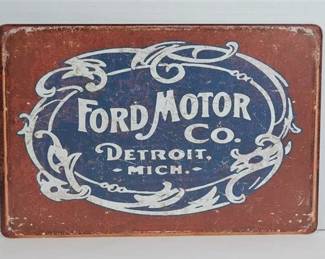 FORD MOTOR
CO.
DETROIT,
-MICH.-